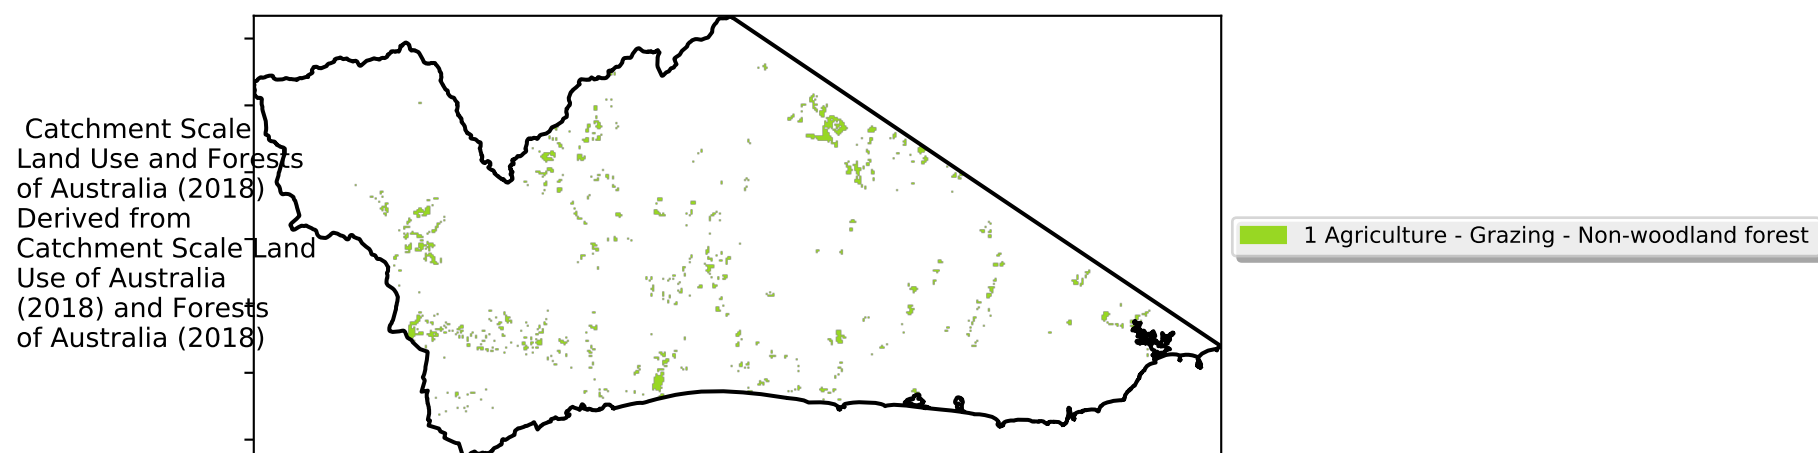 Catchment Scale
Land Use and Forests
of Australia (2018)
Derived from
Catchment Scale Land
Use of Australia
(2018) and Forests
of Australia (2018)
1 Agriculture - Grazing - Non-woodland forest